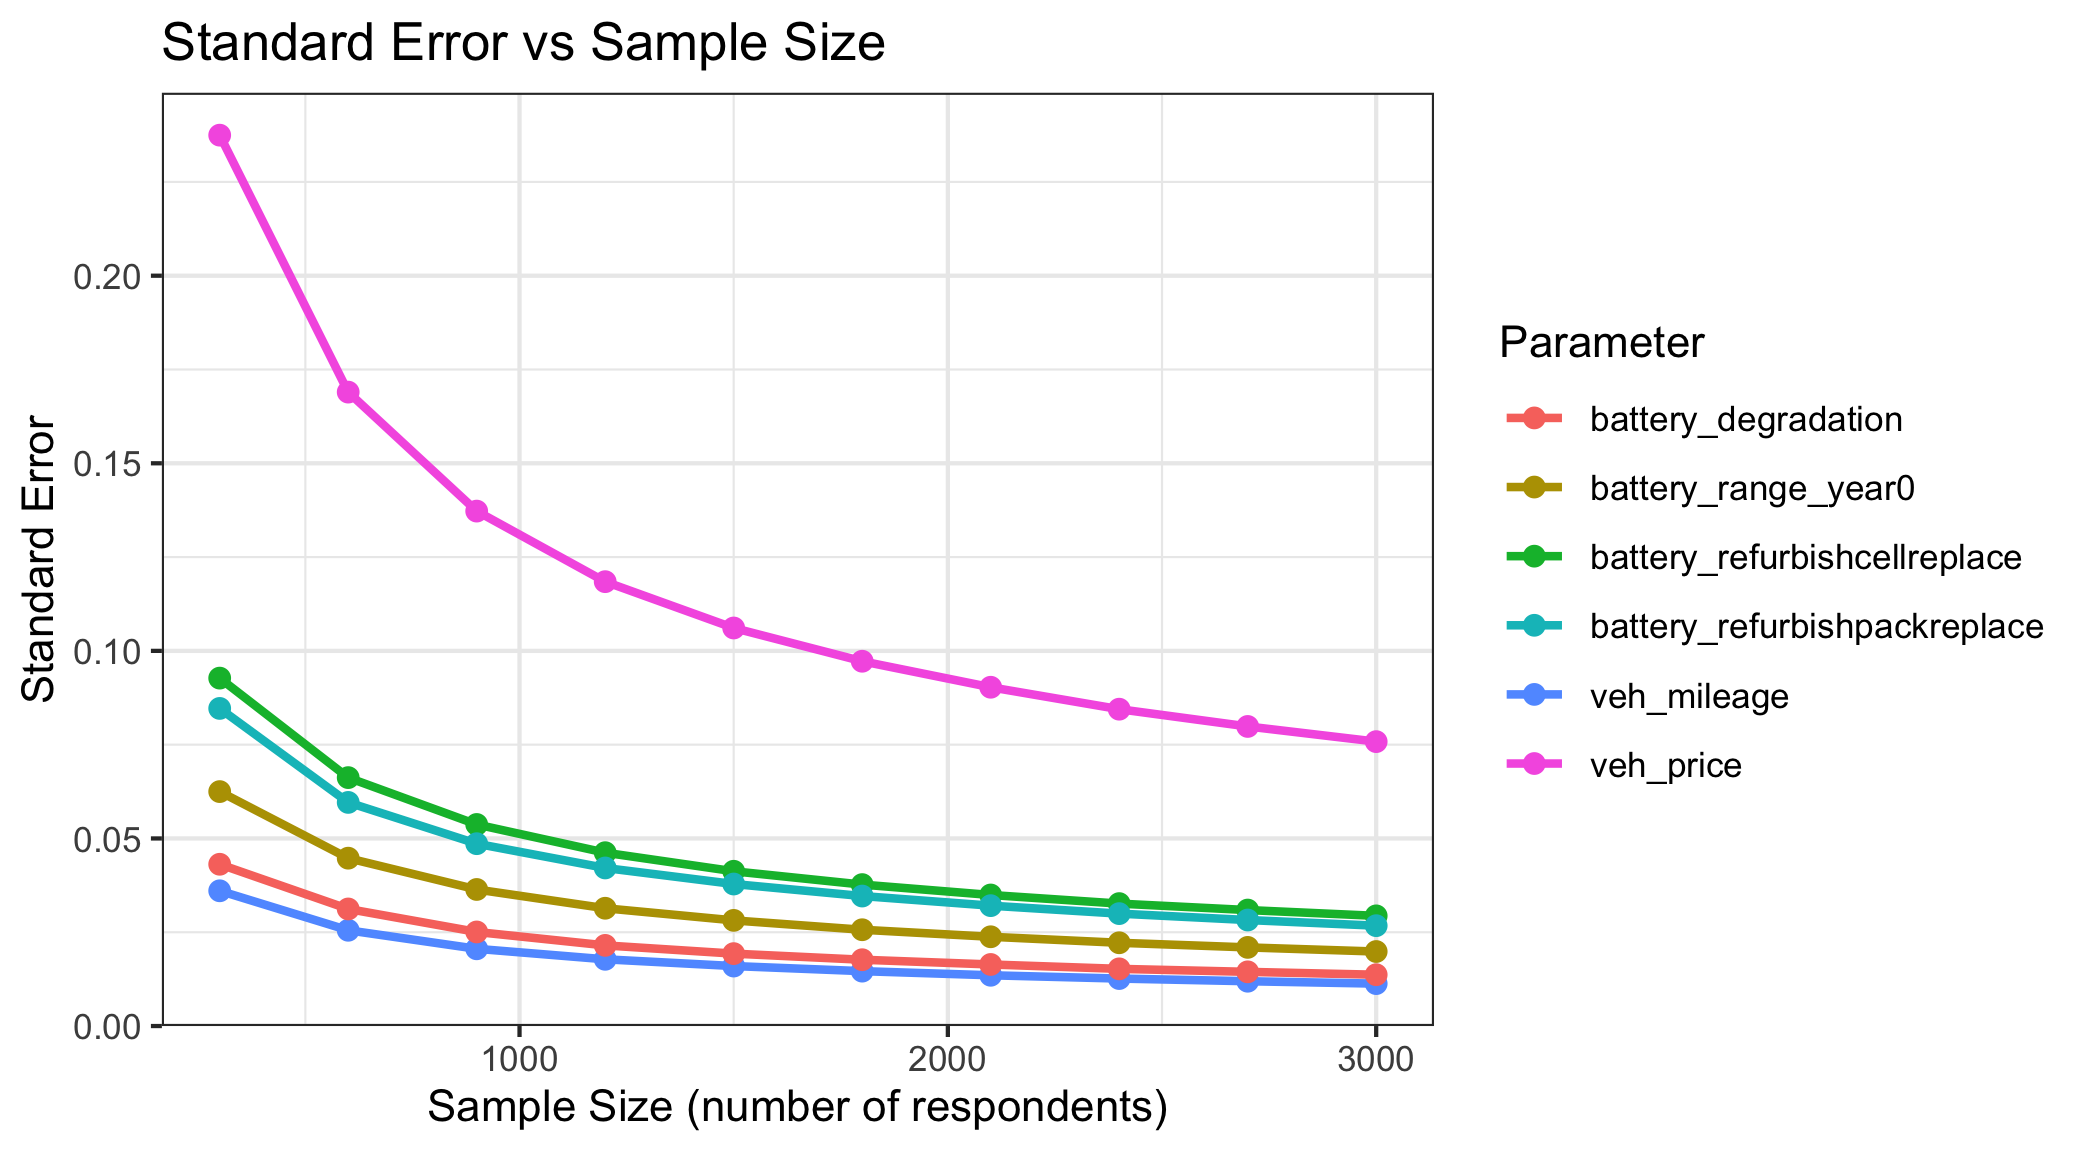 Standard Error vs Sample Size
Standard Error
0.20
0.15
0.10
0.05
0.00
1000
2000
3000
Sample Size (number of respondents)
Parameter
battery_degradation
battery_range_year0
battery_refurbishcellreplace
battery_refurbishpackreplace
veh_mileage
veh_price